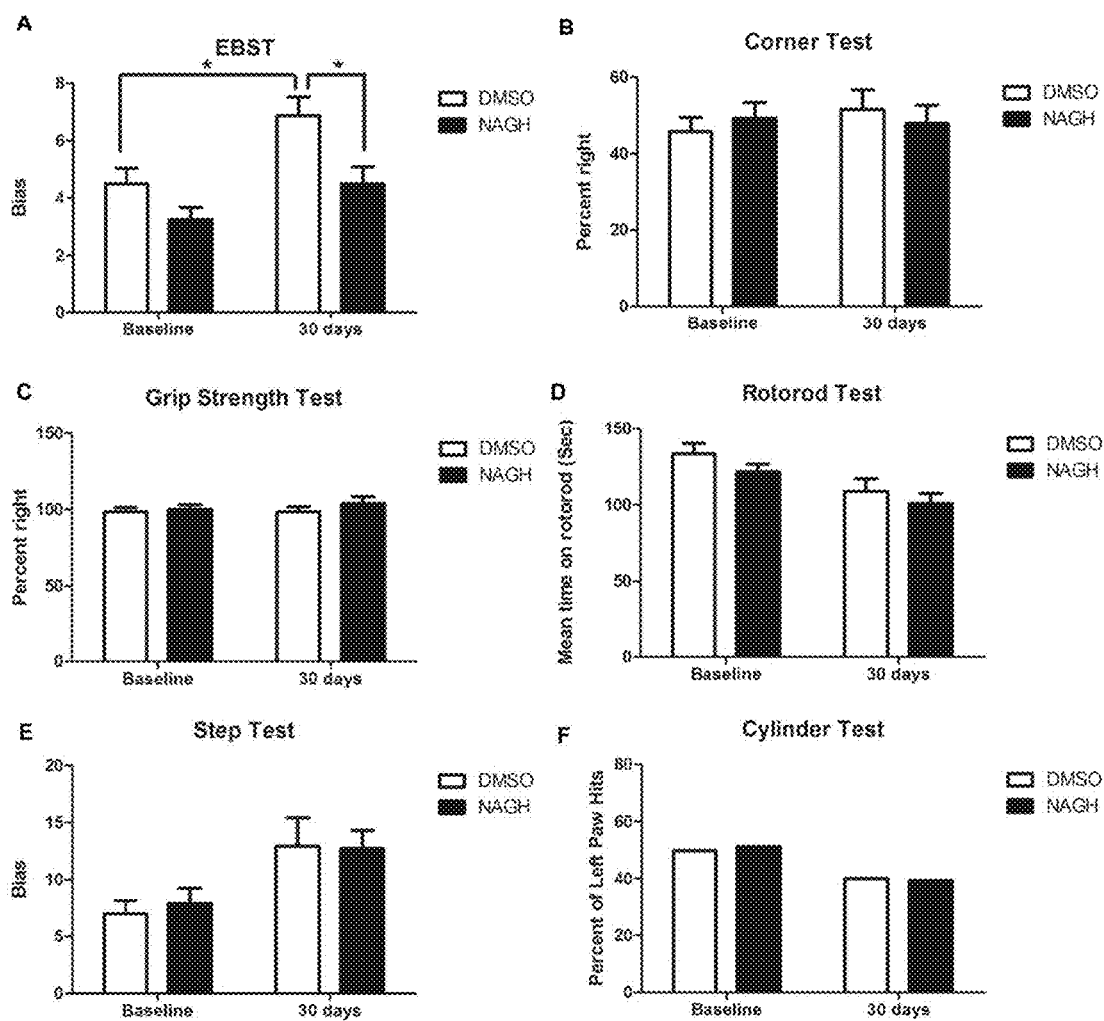 A
EBST
*
*
8
6
4
2
0
Bias
Baseline
30 days
DMSO
NAGH
B
Corner Test
60
40
20
0
Percent right
Baseline
30 days
DMSO
NAGH
C
Grip Strength Test
150
100
50
0
Percent right
Baseline
30 days
DMSO
NAGH
D
Rotorod Test
150
100
50
0
Mean time on rotorod (Sec)
Baseline
30 days
DMSO
NAGH
E
Step Test
20
15
10
5
0
Bias
Baseline
30 days
DMSO
NAGH
F
Cylinder Test
80
60
40
20
0
Percent of Left Paw Hits
Baseline
30 days
DMSO
NAGH